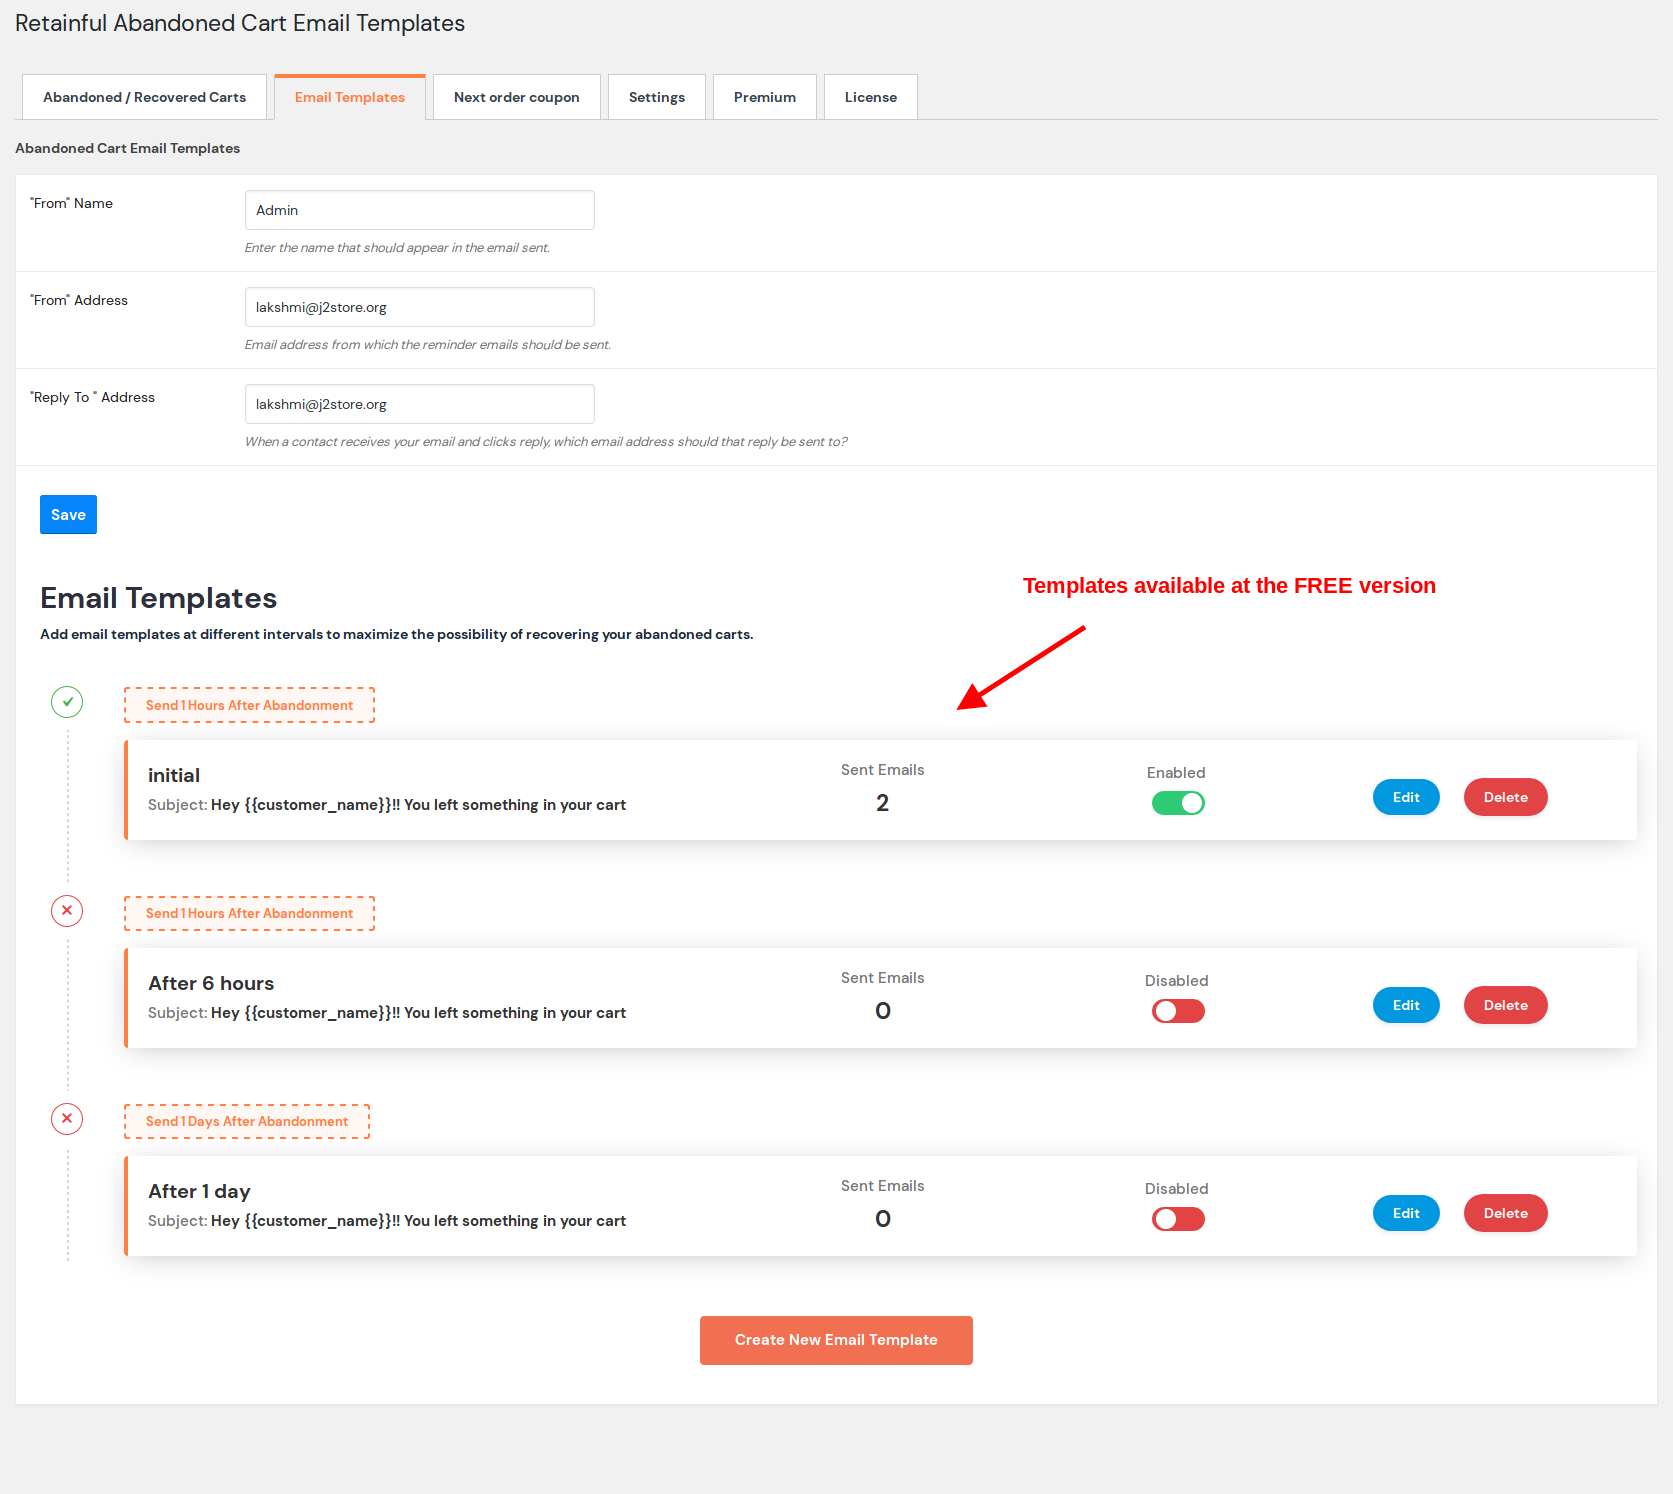 Retainful Abandoned Cart Email Templates
Abandoned / Recovered Carts
Email Templates
Next order coupon
Settings
Premium
License
Abandoned Cart Email Templates
"From" Name
Admin
Enter the name that should appear in the email sent.
"From" Address
lakshmi@j2store.org
Email address from which the reminder emails should be sent.
"Reply To " Address
lakshmi@j2store.org
When a contact receives your email and clicks reply, which email address should that reply be sent to?
Save
Templates available at the FREE version
Email Templates
Add email templates at different intervals to maximize the possibility of recovering your abandoned carts.
Send 1 Hours After Abandonment
initial
Subject: Hey {{customer_name}}!! You left something in your cart
Sent Emails
2
Enabled
Edit
Delete
Send 1 Hours After Abandonment
After 6 hours
Subject: Hey {{customer_name}}!! You left something in your cart
Sent Emails
0
Disabled
Edit
Delete
Send 1 Days After Abandonment
After 1 day
Subject: Hey {{customer_name}}!! You left something in your cart
Sent Emails
0
Disabled
Edit
Delete
Create New Email Template